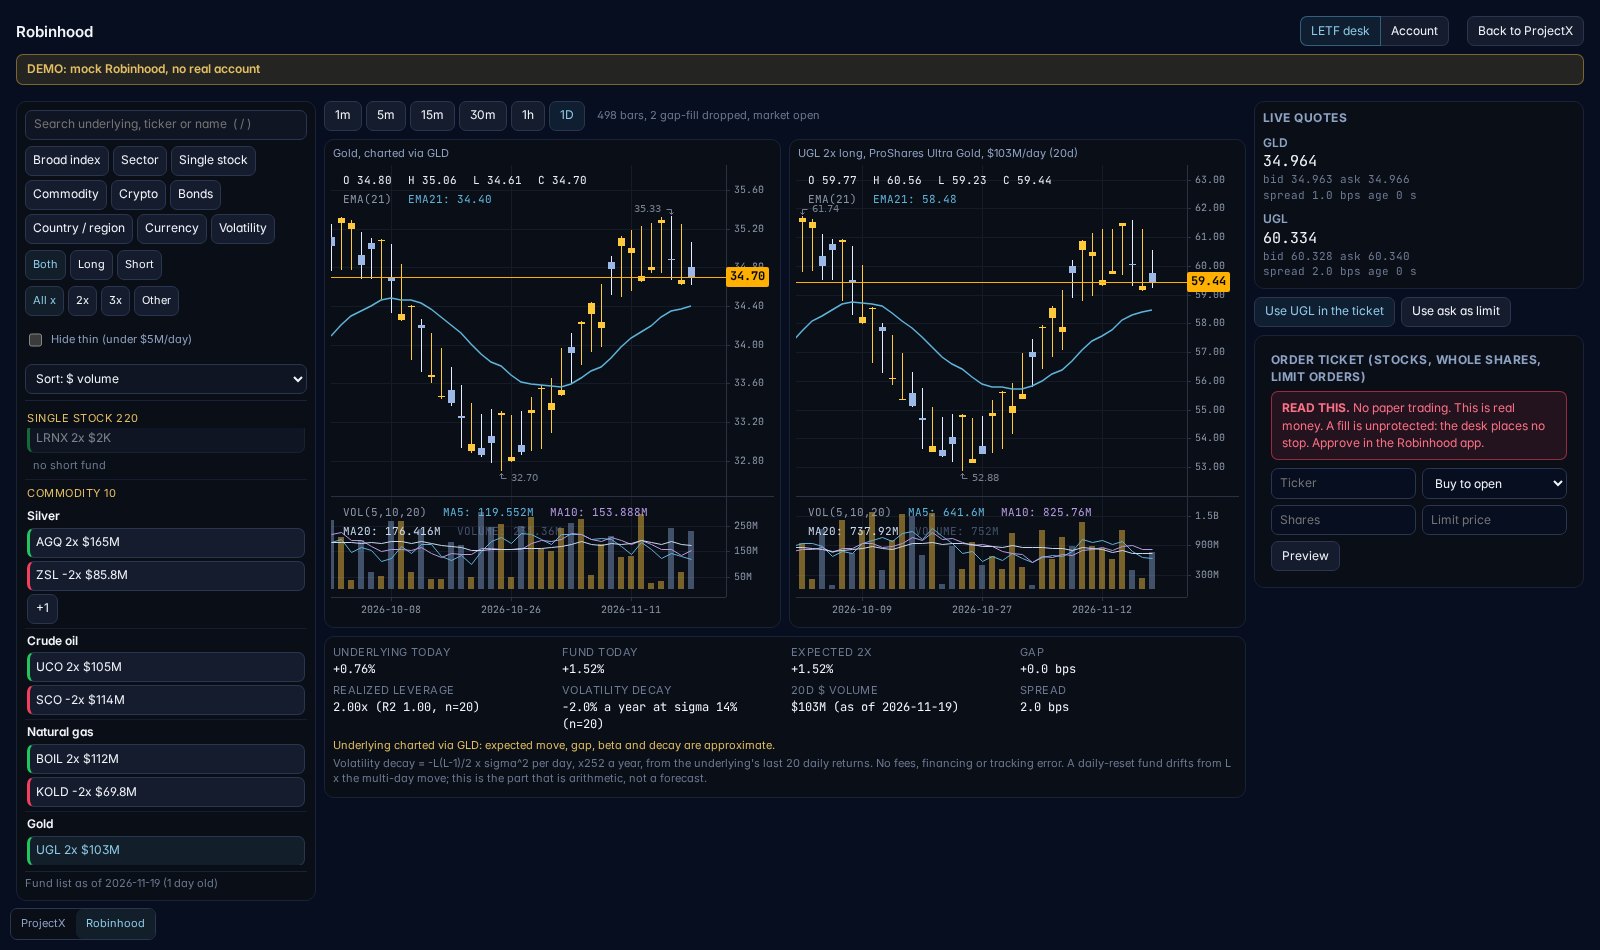 Robinhood
LETF desk
Account
Back to ProjectX
DEMO: mock Robinhood, no real account
Search underlying, ticker or name ( / )
Broad index
Sector
Single stock
Commodity
Crypto
Bonds
Country / region
Currency
Volatility
Both
Long
Short
All x
2x
3x
Other
Hide thin (under $5M/day)
Sort: $ volume
SINGLE STOCK 220
LRNX 2x $2K
no short fund
COMMODITY 10
Silver
AGQ 2x $165M
ZSL -2x $85.8M
+1
Crude oil
UCO 2x $105M
SCO -2x $114M
Natural gas
BOIL 2x $112M
KOLD -2x $69.8M
Gold
UGL 2x $103M
Fund list as of 2026-11-19 (1 day old)
ProjectX
Robinhood
1m
5m
15m
30m
1h
1D
498 bars, 2 gap-fill dropped, market open
Gold, charted via GLD
O 34.80 H 35.06 L 34.61 C 34.70
EMA(21) EMA21: 34.40
35.33
32.70
35.60
35.20
34.70
34.40
34.00
33.60
33.20
32.80
VOL(5,10,20) MA5: 119.552M MA10: 153.888M
MA20: 176.416M
250M
150M
50M
2026-10-08
2026-10-26
2026-11-11
UGL 2x long, ProShares Ultra Gold, $103M/day (20d)
O 59.77 H 60.56 L 59.23 C 59.44
EMA(21) EMA21: 58.48
61.74
52.88
63.00
62.00
61.00
60.00
59.44
59.00
58.00
57.00
56.00
55.00
54.00
53.00
VOL(5,10,20) MA5: 641.6M MA10: 825.76M
MA20: 737.92M VOLUME: 752M
1.5B
900M
300M
2026-10-09
2026-10-27
2026-11-12
UNDERLYING TODAY
+0.76%
FUND TODAY
+1.52%
EXPECTED 2X
+1.52%
GAP
+0.0 bps
REALIZED LEVERAGE
2.00x (R2 1.00, n=20)
VOLATILITY DECAY
-2.0% a year at sigma 14%
(n=20)
20D $ VOLUME
$103M (as of 2026-11-19)
SPREAD
2.0 bps
Underlying charted via GLD: expected move, gap, beta and decay are approximate.
Volatility decay = -L(L-1)/2 x sigma^2 per day, x252 a year, from the underlying's last 20 daily returns. No fees, financing or tracking error. A daily-reset fund drifts from L
x the multi-day move; this is the part that is arithmetic, not a forecast.
LIVE QUOTES
GLD
34.964
bid 34.963 ask 34.966
spread 1.0 bps age 0 s
UGL
60.334
bid 60.328 ask 60.340
spread 2.0 bps age 0 s
Use UGL in the ticket
Use ask as limit
ORDER TICKET (STOCKS, WHOLE SHARES,
LIMIT ORDERS)
READ THIS. No paper trading. This is real
money. A fill is unprotected: the desk places no
stop. Approve in the Robinhood app.
Ticker
Buy to open
Shares
Limit price
Preview